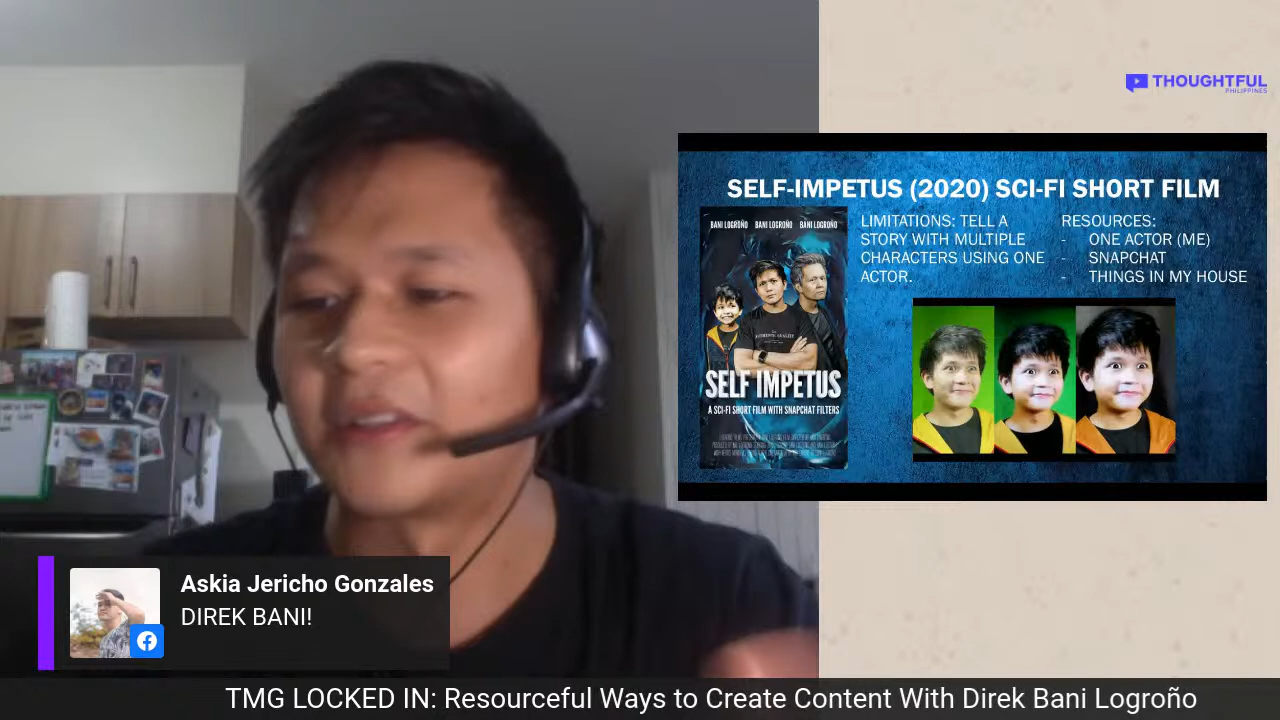 THOUGHTFUL
PHILIPPINES
SELF-IMPETUS (2020) SCI-FI SHORT FILM
BANI LOGROÑO BANI LOGROÑO BANI LOGROÑO
SELF IMPETUS
A SCI-FI SHORT FILM WITH SNAPCHAT FILTERS
LIMITATIONS: TELL A
STORY WITH MULTIPLE
CHARACTERS USING ONE
ACTOR.
RESOURCES:
- ONE ACTOR (ME)
- SNAPCHAT
- THINGS IN MY HOUSE
Askia Jericho Gonzales
DIREK BANI!
TMG LOCKED IN: Resourceful Ways to Create Content With Direk Bani Logroño